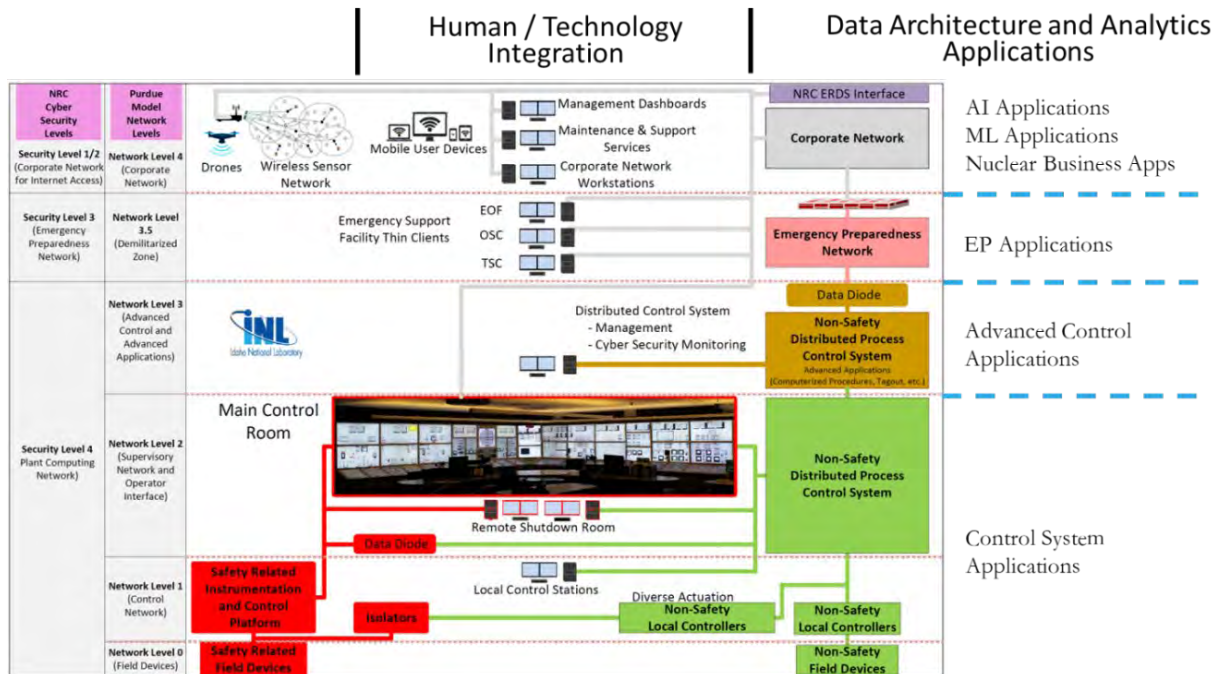 Human / Technology
Integration
Data Architecture and Analytics
Applications
NRC
Cyber
Security
Levels
Purdue
Model
Network
Levels
Security Level 1/2
(Corporate Network
for Internet Access)
Network Level 4
(Corporate
Network)
Drones
Wireless Sensor
Network
Mobile User Devices
Management Dashboards
Maintenance & Support
Services
Corporate Network
Workstations
NRC ERDS Interface
Corporate Network
AI Applications
ML Applications
Nuclear Business Apps
Security Level 3
(Emergency
Preparedness
Network)
Network Level
3.5
(Demilitarized
Zone)
Emergency Support
Facility Thin Clients
EOF
OSC
TSC
Emergency Preparedness
Network
EP Applications
Network Level 3
(Advanced
Control and
Advanced
Applications)
INL
Idaho National Laboratory
Distributed Control System
- Management
- Cyber Security Monitoring
Data Diode
Non-Safety
Distributed Process
Control System
Advanced Applications
(Computerized Procedures, Tagout, etc.)
Advanced Control
Applications
Security Level 4
Plant Computing
Network)
Network Level 2
(Supervisory
Network and
Operator
Interface)
Main Control
Room
Remote Shutdown Room
Data Diode
Non-Safety
Distributed Process
Control System
Control System
Applications
Network Level 1
(Control
Network)
Safety Related
Instrumentation
and Control
Platform
Local Control Stations
Isolators
Diverse Actuation
Non-Safety
Local Controllers
Non-Safety
Local Controllers
Network Level 0
(Field Devices)
Safety Related
Field Devices
Non-Safety
Field Devices